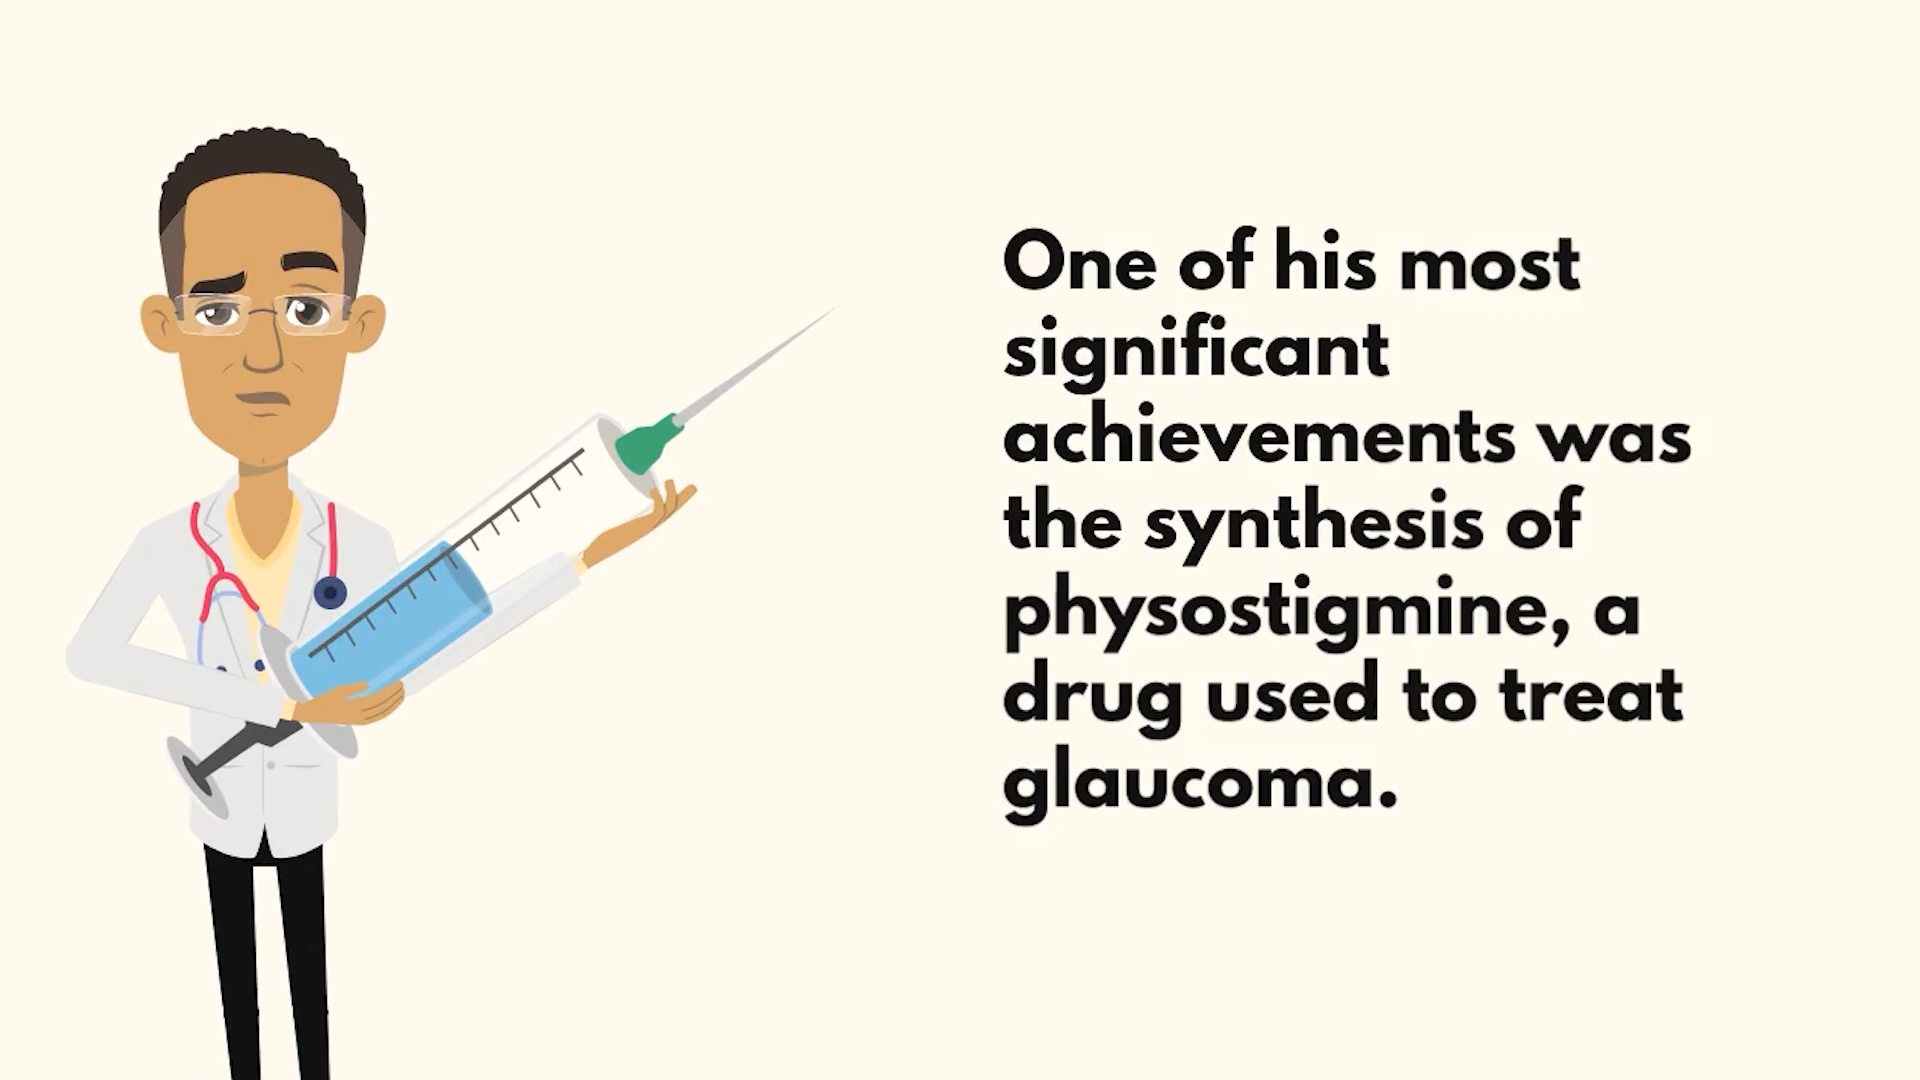 One of his most
significant
achievements was
the synthesis of
physostigmine, a
drug used to treat
glaucoma.